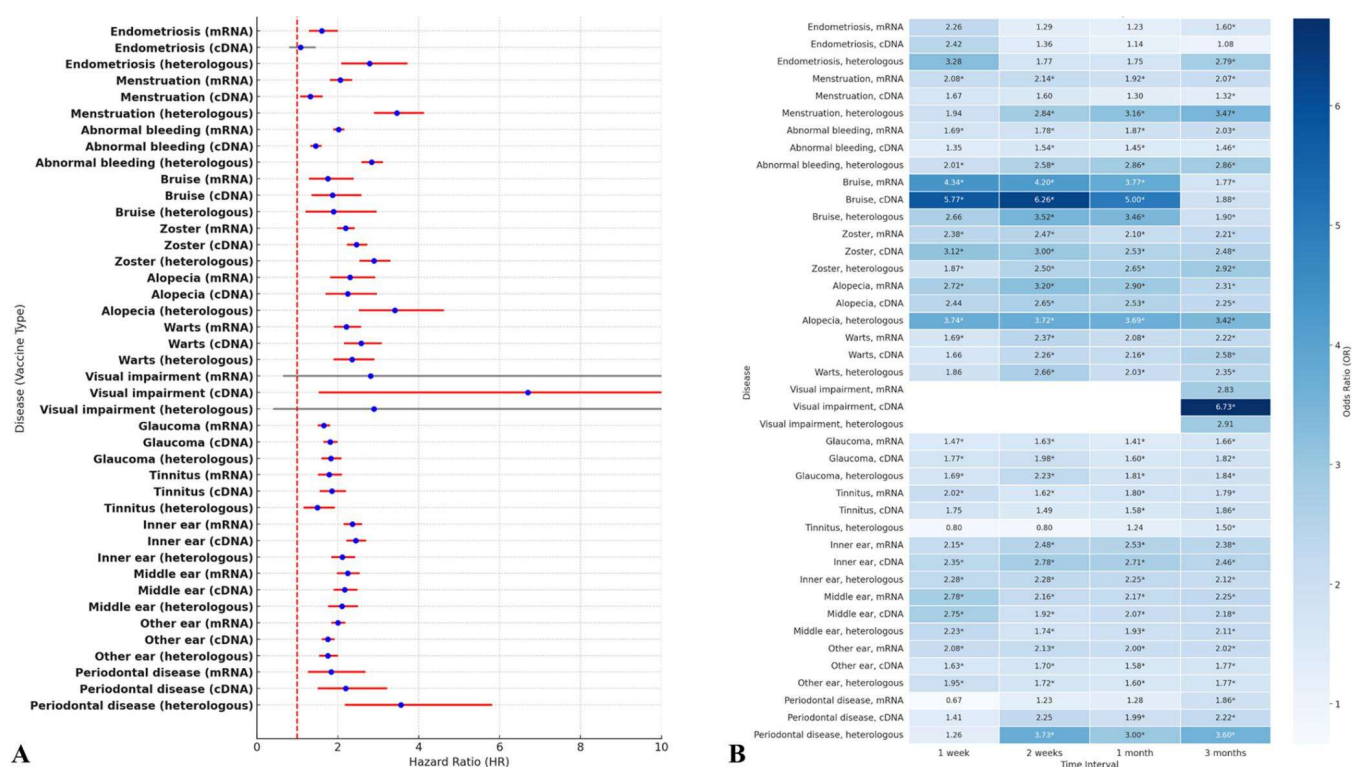 Disease (Vaccine Type)
Endometriosis (mRNA)
Endometriosis (cDNA)
Endometriosis (heterologous)
Menstruation (mRNA)
Menstruation (cDNA)
Menstruation (heterologous)
Abnormal bleeding (mRNA)
Abnormal bleeding (cDNA)
Abnormal bleeding (heterologous)
Bruise (mRNA)
Bruise (cDNA)
Bruise (heterologous)
Zoster (mRNA)
Zoster (cDNA)
Zoster (heterologous)
Alopecia (mRNA)
Alopecia (cDNA)
Alopecia (heterologous)
Warts (mRNA)
Warts (cDNA)
Warts (heterologous)
Visual impairment (mRNA)
Visual impairment (cDNA)
Visual impairment (heterologous)
Glaucoma (mRNA)
Glaucoma (cDNA)
Glaucoma (heterologous)
Tinnitus (mRNA)
Tinnitus (cDNA)
Tinnitus (heterologous)
Inner ear (mRNA)
Inner ear (cDNA)
Inner ear (heterologous)
Middle ear (mRNA)
Middle ear (cDNA)
Middle ear (heterologous)
Other ear (mRNA)
Other ear (cDNA)
Other ear (heterologous)
Periodontal disease (mRNA)
Periodontal disease (cDNA)
Periodontal disease (heterologous)
0 2 4 6 8 10
Hazard Ratio (HR)
A
Disease
Endometriosis, mRNA 2.26 1.29 1.23 1.60*
Endometriosis, cDNA 2.42 1.36 1.14 1.08
Endometriosis, heterologous 3.28 1.77 1.75 2.79*
Menstruation, mRNA 2.08* 2.14* 1.92* 2.07*
Menstruation, cDNA 1.67 1.60 1.30 1.32*
Menstruation, heterologous 1.94 2.84* 3.16* 3.47*
Abnormal bleeding, mRNA 1.69* 1.78* 1.87* 2.03*
Abnormal bleeding, cDNA 1.35 1.54* 1.45* 1.46*
Abnormal bleeding, heterologous 2.01* 2.58* 2.86* 2.86*
Bruise, mRNA 4.34* 4.20* 3.77* 1.77*
Bruise, cDNA 5.77* 6.26* 5.00* 1.88*
Bruise, heterologous 2.66 3.52* 3.46* 1.90*
Zoster, mRNA 2.38* 2.47* 2.10* 2.21*
Zoster, cDNA 3.12* 3.00* 2.53* 2.48*
Zoster, heterologous 1.87* 2.50* 2.65* 2.92*
Alopecia, mRNA 2.72* 3.20* 2.90* 2.31*
Alopecia, cDNA 2.44 2.65* 2.53* 2.25*
Alopecia, heterologous 3.74* 3.72* 3.69* 3.42*
Warts, mRNA 1.69* 2.37* 2.08* 2.22*
Warts, cDNA 1.66 2.26* 2.16* 2.58*
Warts, heterologous 1.86 2.66* 2.03* 2.35*
Visual impairment, mRNA 2.83
Visual impairment, cDNA 6.73*
Visual impairment, heterologous 2.91
Glaucoma, mRNA 1.47* 1.63* 1.41* 1.66*
Glaucoma, cDNA 1.77* 1.98* 1.60* 1.82*
Glaucoma, heterologous 1.69* 2.23* 1.81* 1.84*
Tinnitus, mRNA 2.02* 1.62* 1.80* 1.79*
Tinnitus, cDNA 1.75 1.49 1.58* 1.86*
Tinnitus, heterologous 0.80 0.80 1.24 1.50*
Inner ear, mRNA 2.15* 2.48* 2.53* 2.38*
Inner ear, cDNA 2.35* 2.78* 2.71* 2.46*
Inner ear, heterologous 2.28* 2.28* 2.25* 2.12*
Middle ear, mRNA 2.78* 2.16* 2.17* 2.25*
Middle ear, cDNA 2.75* 1.92* 2.07* 2.18*
Middle ear, heterologous 2.23* 1.74* 1.93* 2.11*
Other ear, mRNA 2.08* 2.13* 2.00* 2.02*
Other ear, cDNA 1.63* 1.70* 1.58* 1.77*
Other ear, heterologous 1.95* 1.72* 1.60* 1.77*
Periodontal disease, mRNA 0.67 1.23 1.28 1.86*
Periodontal disease, cDNA 1.41 2.25 1.99* 2.22*
Periodontal disease, heterologous 1.26 3.73* 3.00* 3.60*
1 week 2 weeks 1 month 3 months
Time Interval
B
6
5
4
3
2
1
Odds Ratio (OR)